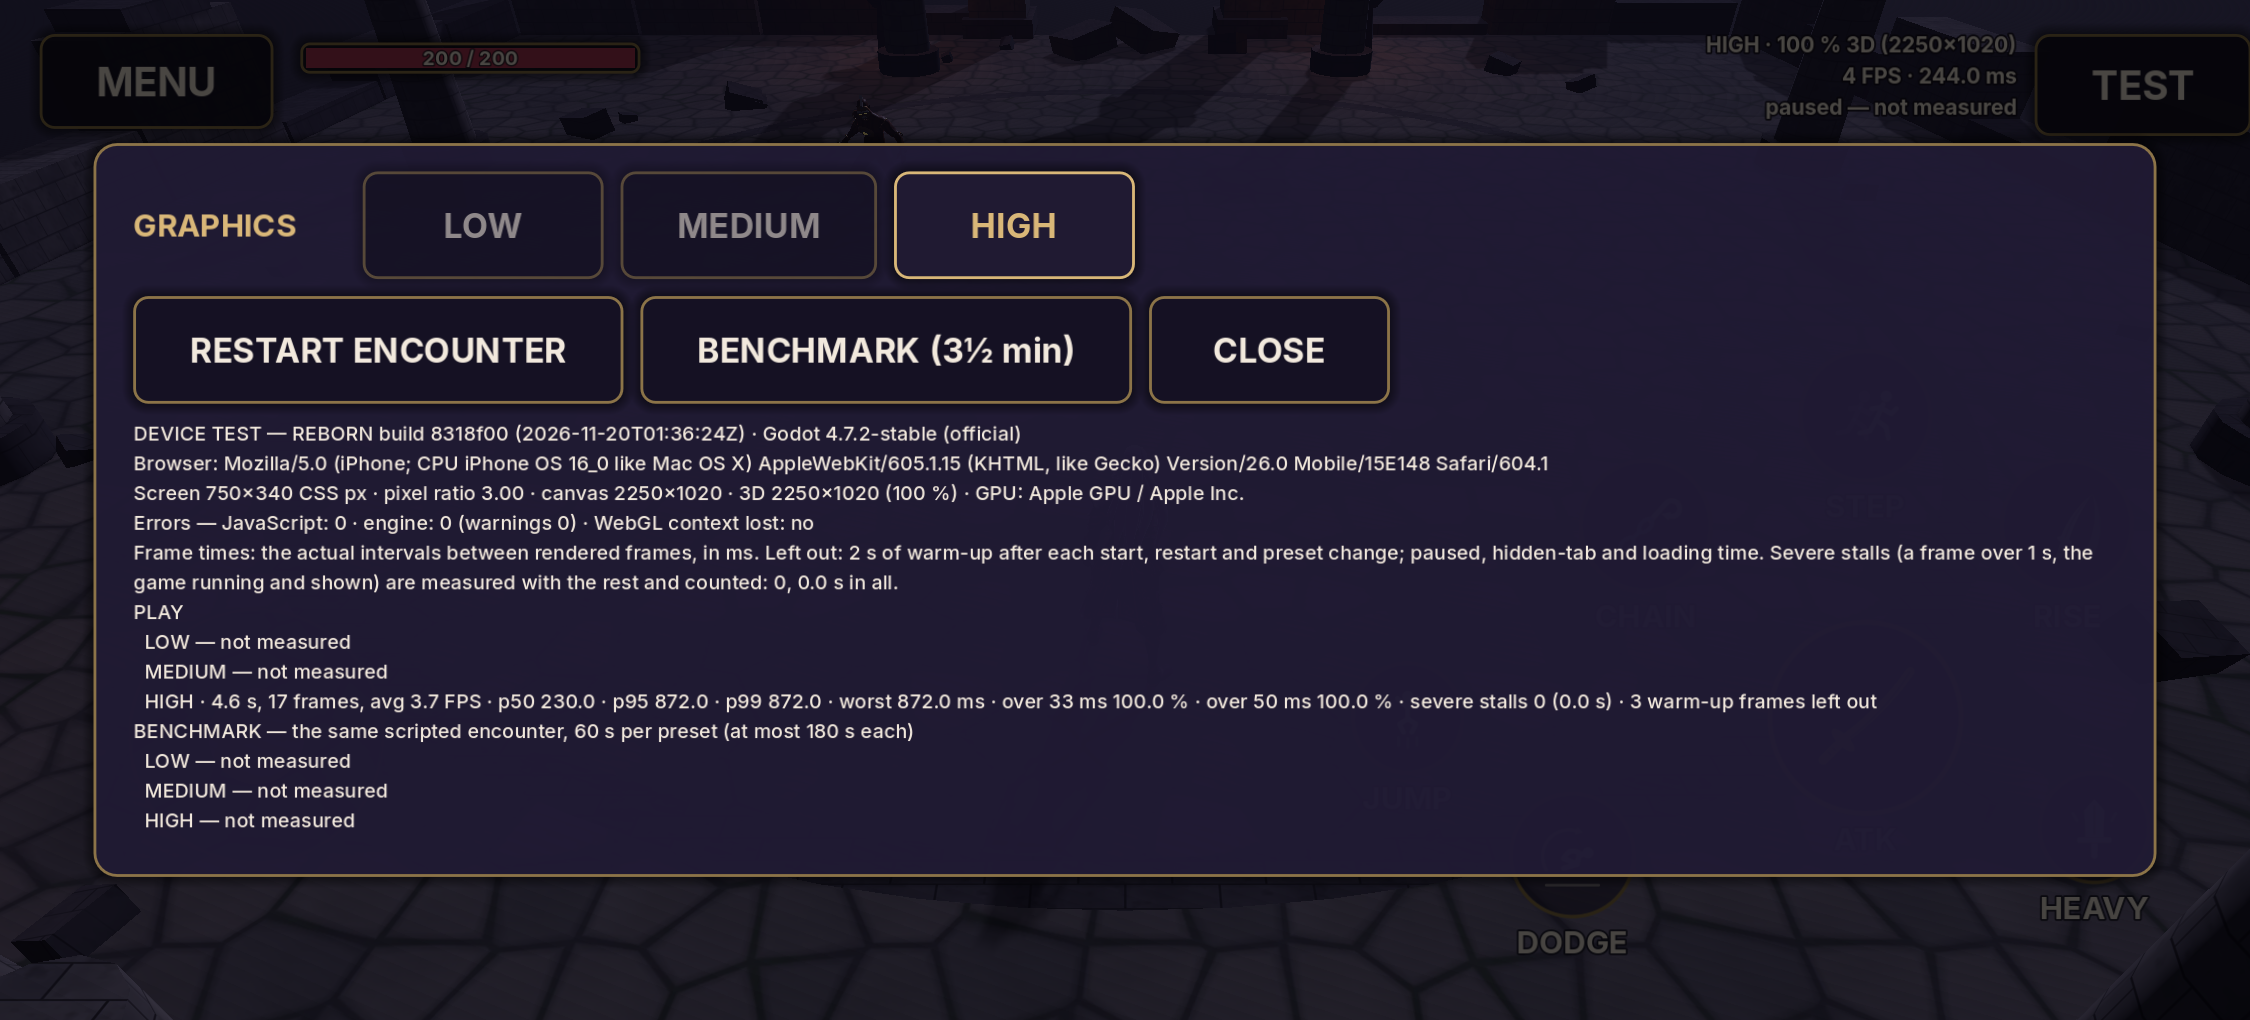 MENU
200 / 200
HIGH · 100 % 3D (2250×1020)
4 FPS · 244.0 ms
paused — not measured
TEST
GRAPHICS
LOW
MEDIUM
HIGH
RESTART ENCOUNTER
BENCHMARK (3½ min)
CLOSE
DEVICE TEST — REBORN build 8318f00 (2026-11-20T01:36:24Z) · Godot 4.7.2-stable (official)
Browser: Mozilla/5.0 (iPhone; CPU iPhone OS 16_0 like Mac OS X) AppleWebKit/605.1.15 (KHTML, like Gecko) Version/26.0 Mobile/15E148 Safari/604.1
Screen 750×340 CSS px · pixel ratio 3.00 · canvas 2250×1020 · 3D 2250×1020 (100 %) · GPU: Apple GPU / Apple Inc.
Errors — JavaScript: 0 · engine: 0 (warnings 0) · WebGL context lost: no
Frame times: the actual intervals between rendered frames, in ms. Left out: 2 s of warm-up after each start, restart and preset change; paused, hidden-tab and loading time. Severe stalls (a frame over 1 s, the
game running and shown) are measured with the rest and counted: 0, 0.0 s in all.
PLAY
LOW — not measured
MEDIUM — not measured
HIGH · 4.6 s, 17 frames, avg 3.7 FPS · p50 230.0 · p95 872.0 · p99 872.0 · worst 872.0 ms · over 33 ms 100.0 % · over 50 ms 100.0 % · severe stalls 0 (0.0 s) · 3 warm-up frames left out
BENCHMARK — the same scripted encounter, 60 s per preset (at most 180 s each)
LOW — not measured
MEDIUM — not measured
HIGH — not measured
CHAIN
RISE
JUMP
ATK
HEAVY
DODGE